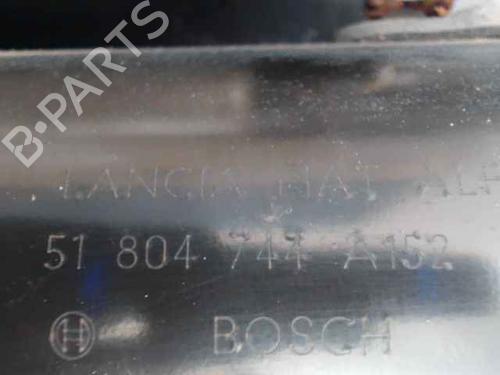 B-PARTS
LANCIA FIAT ALF
51 804 744 A152
BOSCH